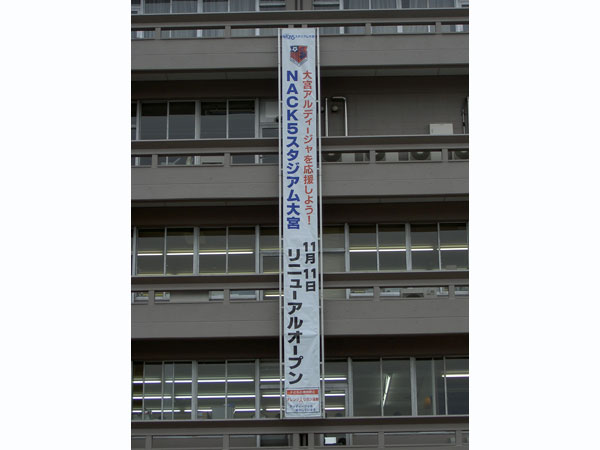 大宮アルディージャを応援しよう！
NACK5スタジアム大宮
11月11日
リニューアルオープン